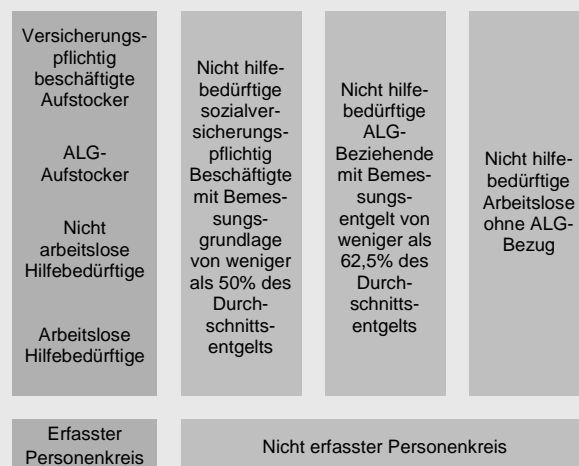 Versicherungs-
pflichtig
beschäftigte
Aufstocker
ALG-
Aufstocker
Nicht
arbeitslose
Hilfebedürftige
Arbeitslose
Hilfebedürftige
Nicht hilfe-
bedürftige
sozialver-
sicherungs-
pflichtig
Beschäftigte
mit Bemes-
sungs-
grundlage
von weniger
als 50% des
Durch-
schnitts-
entgelts
Nicht hilfe-
bedürftige
ALG-
Beziehende
mit Bemes-
sungs-
entgelt von
weniger als
62,5% des
Durch-
schnitts-
entgelts
Nicht hilfe-
bedürftige
Arbeitslose
ohne ALG-
Bezug
Erfasster
Personenkreis
Nicht erfasster Personenkreis